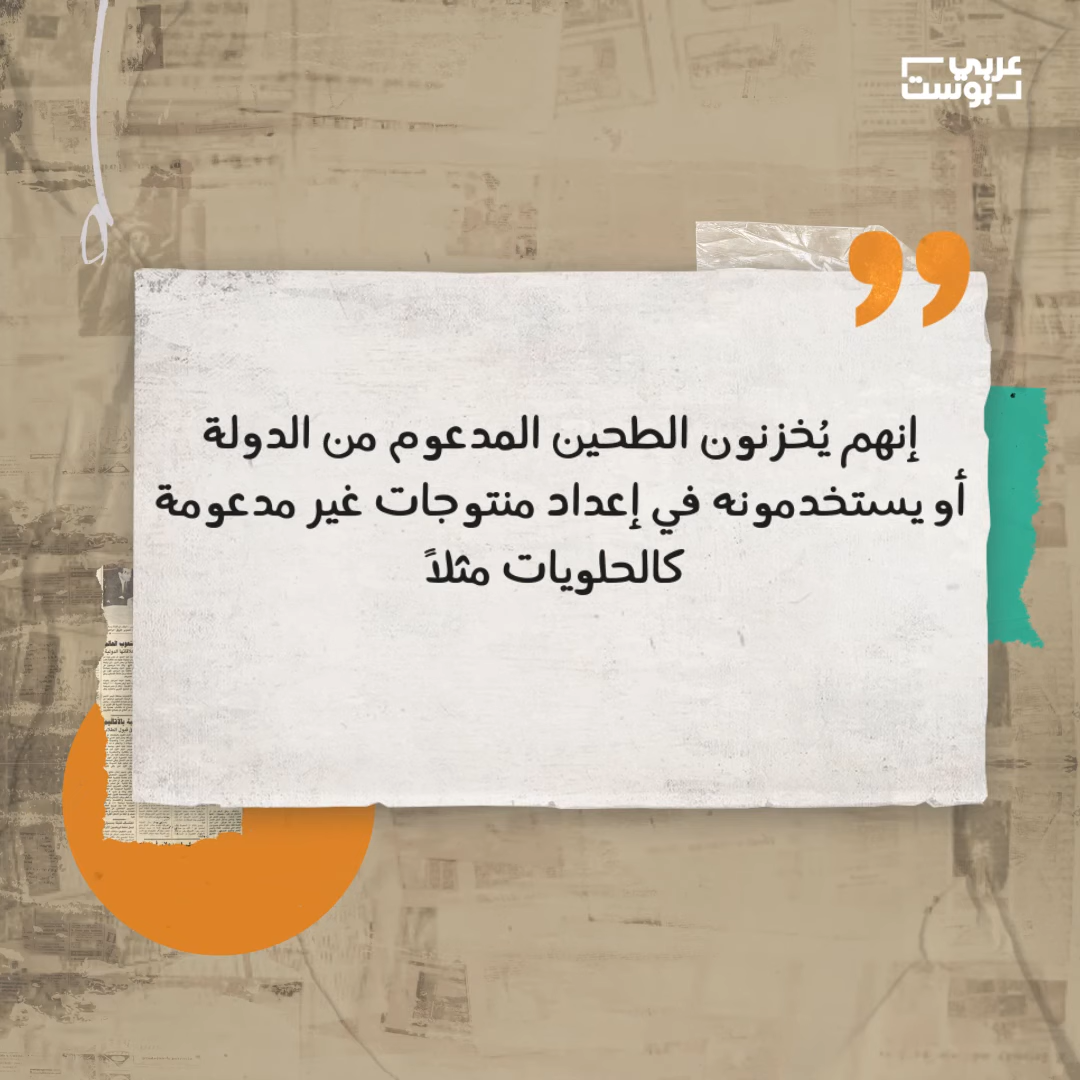 عربي
بوست
إنهم يُخزنون الطحين المدعوم من الدولة
أو يستخدمونه في إعداد منتوجات غير مدعومة
كالحلويات مثلاً